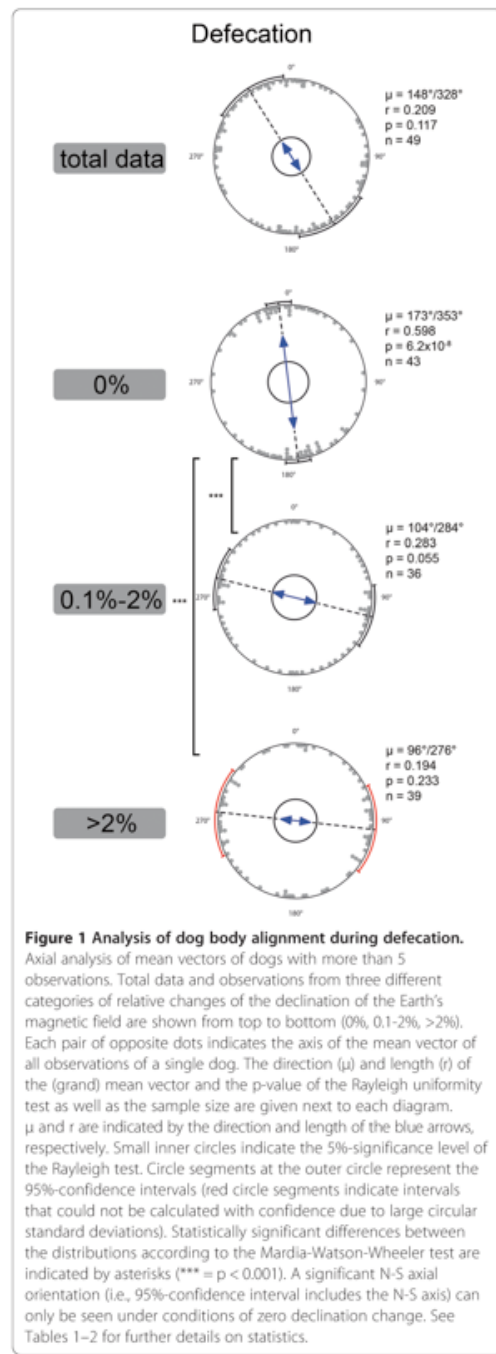 Defecation
0°
μ = 148°/328°
r = 0.209
p = 0.117
n = 49
total data
270°
90°
180°
0°
μ = 173°/353°
r = 0.598
p = 6.2x10⁻⁸
n = 43
0%
270°
90°
180°
***
0°
μ = 104°/284°
r = 0.283
p = 0.055
n = 36
0.1%-2%
***
270°
90°
180°
0°
μ = 96°/276°
r = 0.194
p = 0.233
n = 39
>2%
270°
90°
180°
Figure 1 Analysis of dog body alignment during defecation.
Axial analysis of mean vectors of dogs with more than 5
observations. Total data and observations from three different
categories of relative changes of the declination of the Earth's
magnetic field are shown from top to bottom (0%, 0.1-2%, >2%).
Each pair of opposite dots indicates the axis of the mean vector of
all observations of a single dog. The direction (μ) and length (r) of
the (grand) mean vector and the p-value of the Rayleigh uniformity
test as well as the sample size are given next to each diagram.
μ and r are indicated by the direction and length of the blue arrows,
respectively. Small inner circles indicate the 5%-significance level of
the Rayleigh test. Circle segments at the outer circle represent the
95%-confidence intervals (red circle segments indicate intervals
that could not be calculated with confidence due to large circular
standard deviations). Statistically significant differences between
the distributions according to the Mardia-Watson-Wheeler test are
indicated by asterisks (*** = p < 0.001). A significant N-S axial
orientation (i.e., 95%-confidence interval includes the N-S axis) can
only be seen under conditions of zero declination change. See
Tables 1–2 for further details on statistics.